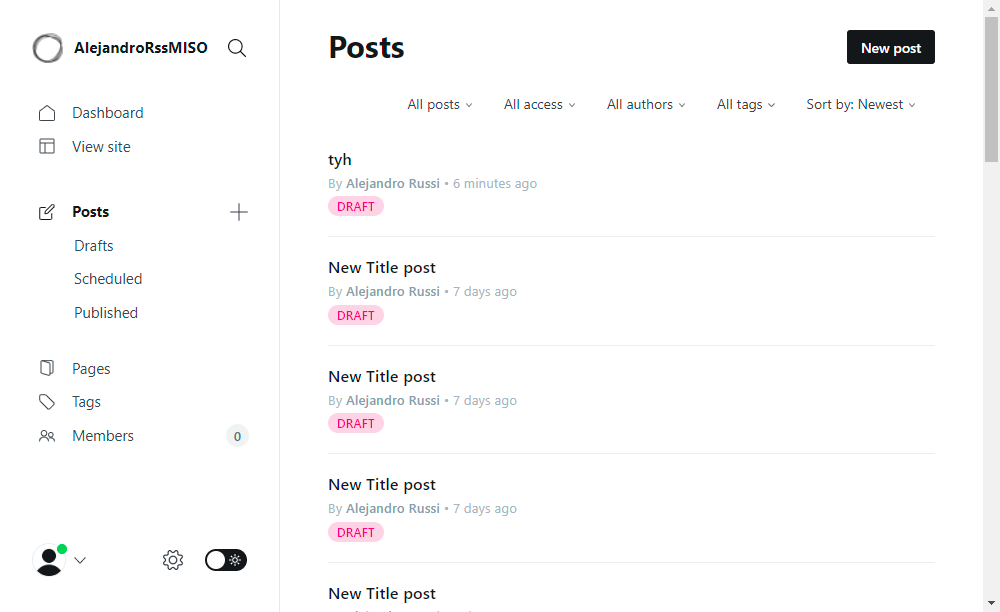 AlejandroRssMISO
Dashboard
View site
Posts
Drafts
Scheduled
Published
Pages
Tags
Members 0
Posts
New post
All posts All access All authors All tags Sort by: Newest
tyh
By Alejandro Russi • 6 minutes ago
DRAFT
New Title post
By Alejandro Russi • 7 days ago
DRAFT
New Title post
By Alejandro Russi • 7 days ago
DRAFT
New Title post
By Alejandro Russi • 7 days ago
DRAFT
New Title post